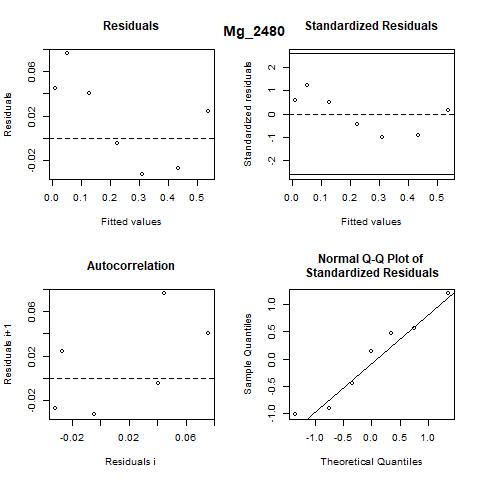 Mg_2480
Residuals
Residuals
0.06
0.02
-0.02
0.0 0.1 0.2 0.3 0.4 0.5
Fitted values
Standardized Residuals
Standardized residuals
2
1
0
-1
-2
0.0 0.1 0.2 0.3 0.4 0.5
Fitted values
Autocorrelation
Residuals i+1
0.06
0.02
-0.02
-0.02 0.02 0.06
Residuals i
Normal Q-Q Plot of
Standardized Residuals
Sample Quantiles
1.0
0.5
0.0
-0.5
-1.0
-1.0 -0.5 0.0 0.5 1.0
Theoretical Quantiles